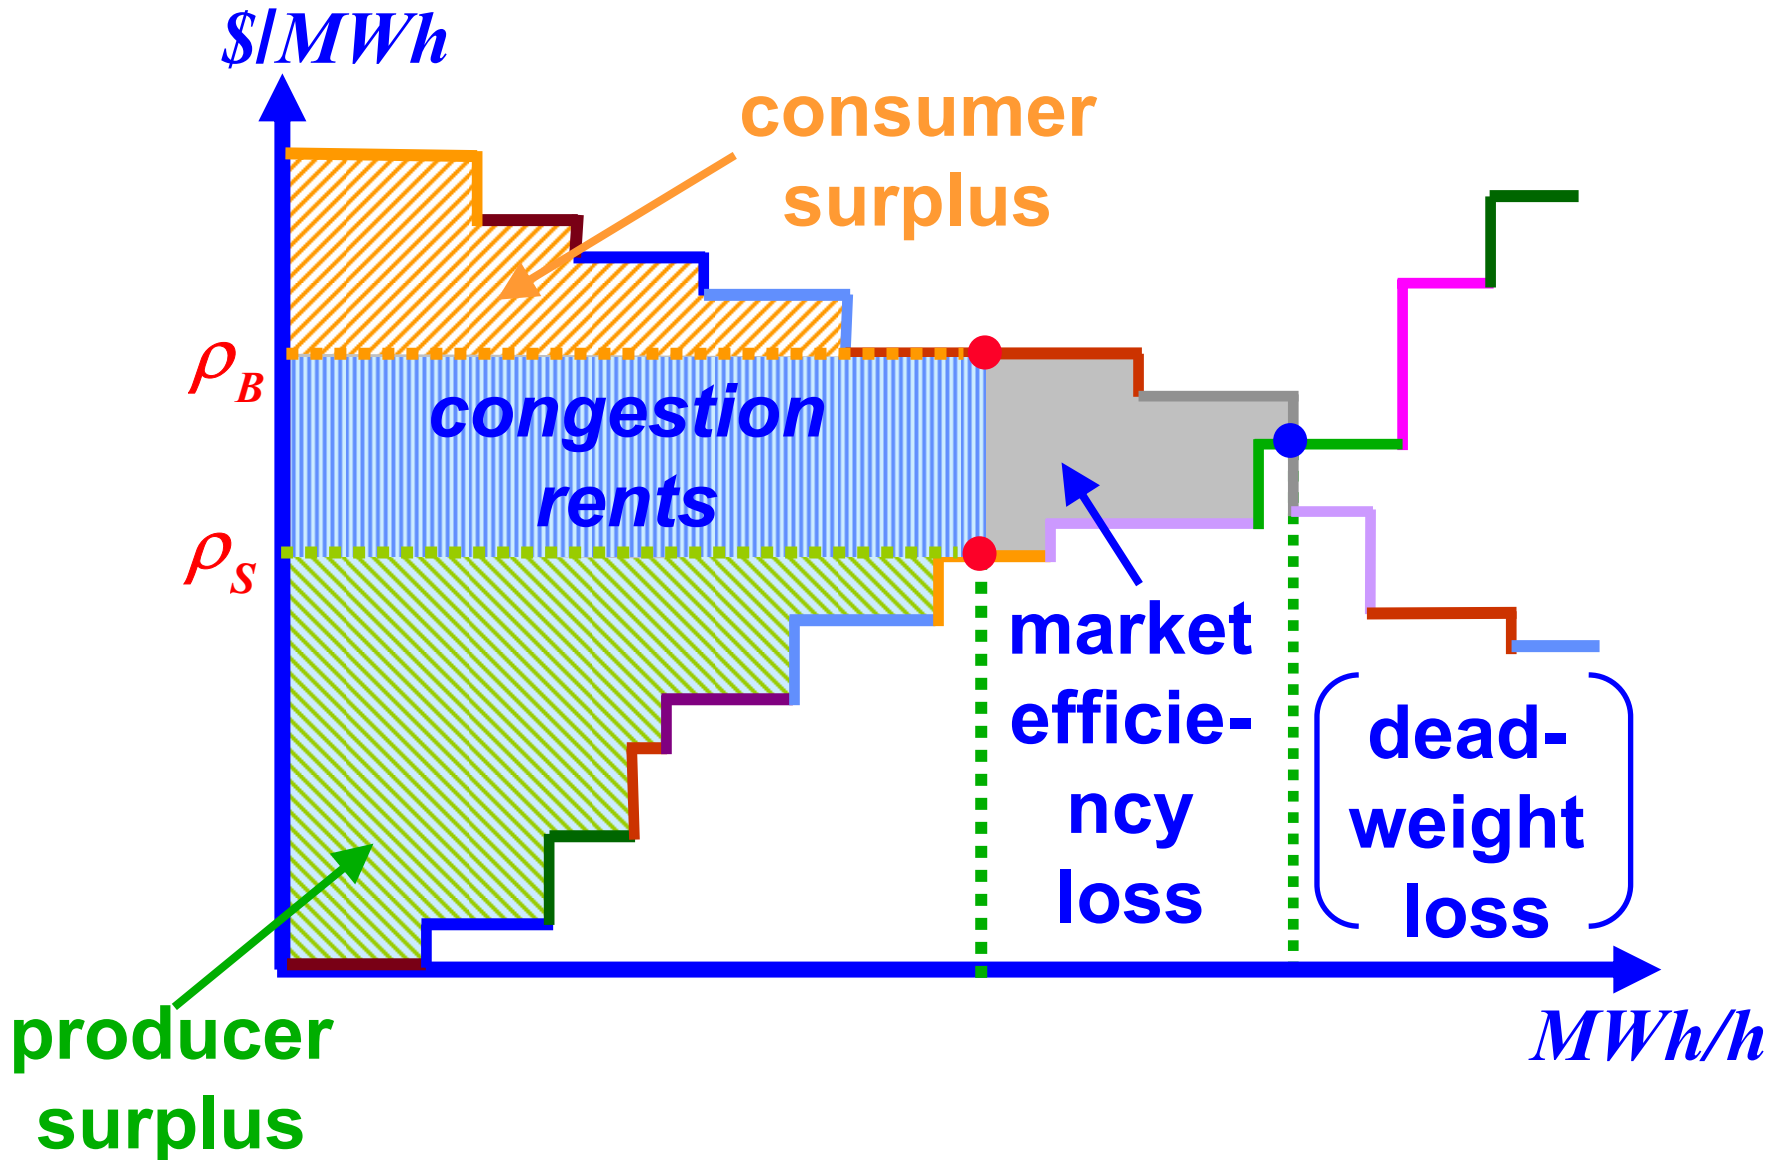 $/MWh
consumer
surplus
ρB
congestion
rents
ρS
market
efficie-
ncy
loss
dead-
weight
loss
producer
surplus
MWh/h